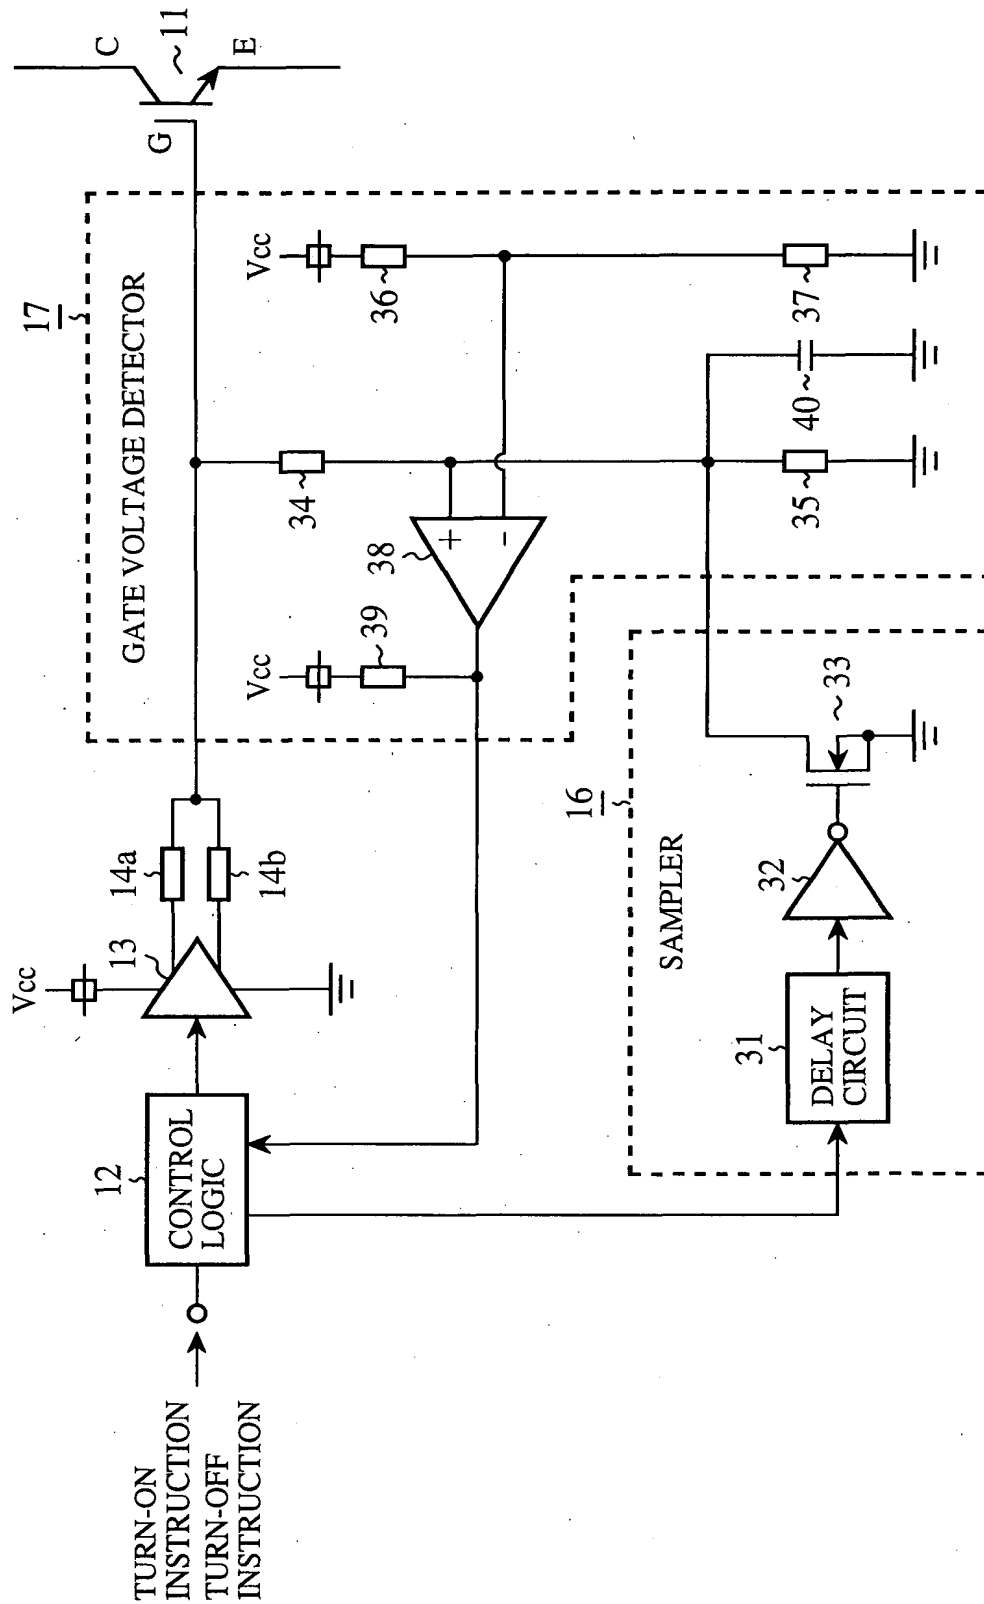 TURN-ON
INSTRUCTION
TURN-OFF
INSTRUCTION
12
CONTROL
LOGIC
Vcc
13
14a
14b
17
GATE VOLTAGE DETECTOR
Vcc
39
38
+
-
34
Vcc
36
35
40
37
G
C
E
11
16
SAMPLER
31
DELAY
CIRCUIT
32
33